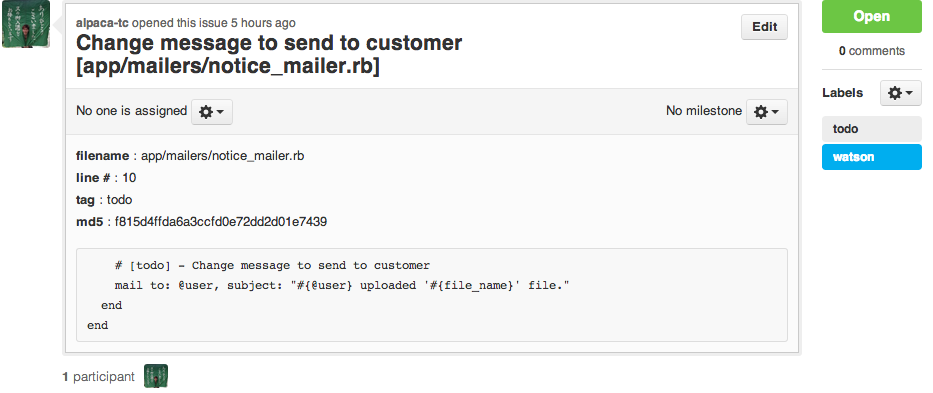 alpaca-tc opened this issue 5 hours ago
Change message to send to customer
[app/mailers/notice_mailer.rb]
Edit
No one is assigned
No milestone
filename : app/mailers/notice_mailer.rb
line # : 10
tag : todo
md5 : f815d4ffda6a3ccfd0e72dd2d01e7439
# [todo] - Change message to send to customer
mail to: @user, subject: "#{@user} uploaded '#{file_name}' file."
end
end
1 participant
Open
0 comments
Labels
todo
watson